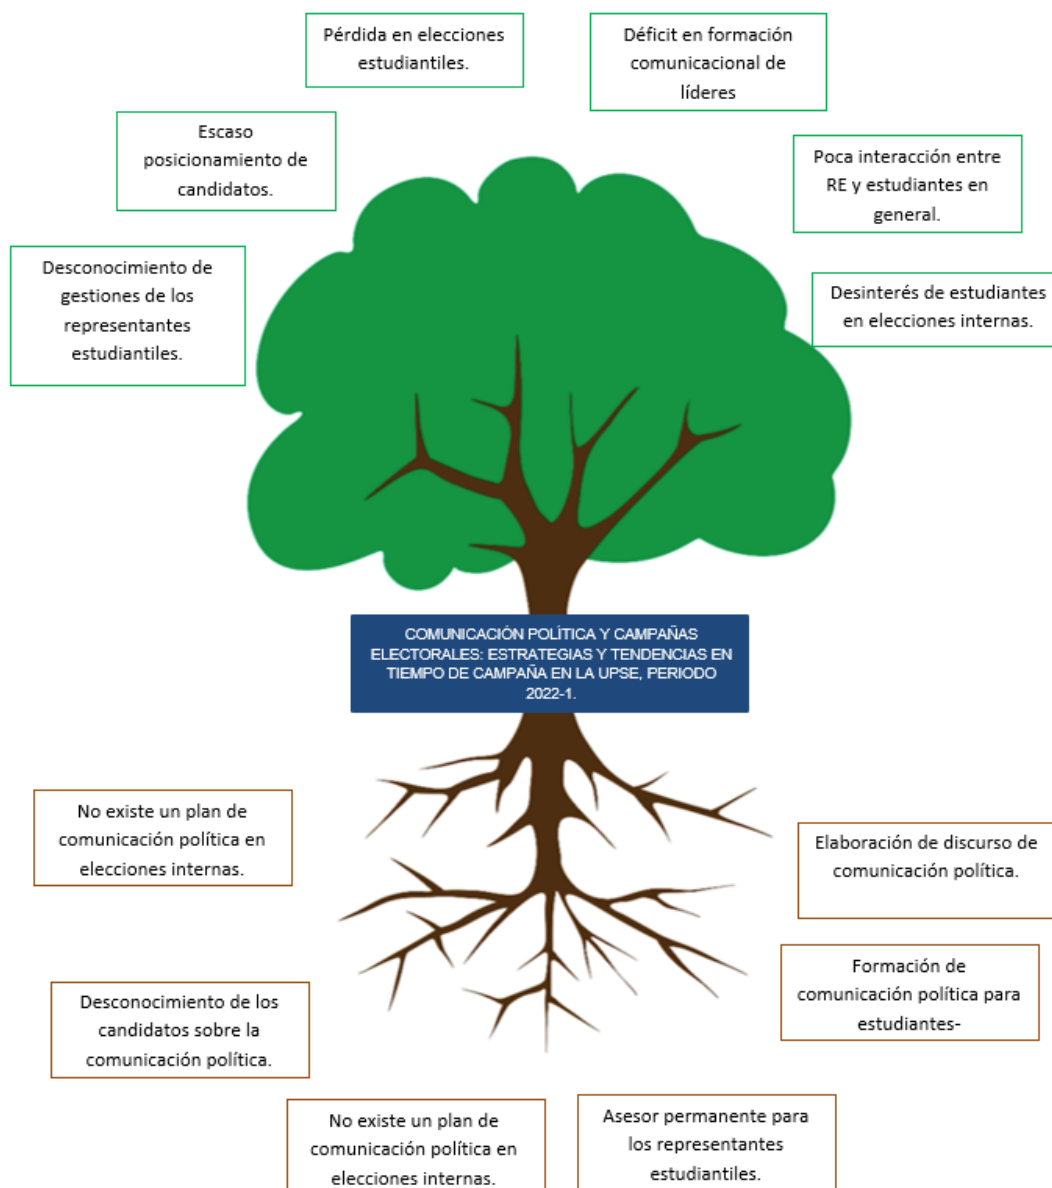 Pérdida en elecciones
estudiantiles.
Déficit en formación
comunicacional de
líderes
Escaso
posicionamiento de
candidatos.
Poca interacción entre
RE y estudiantes en
general.
Desconocimiento de
gestiones de los
representantes
estudiantiles.
Desinterés de estudiantes
en elecciones internas.
COMUNICACIÓN POLÍTICA Y CAMPAÑAS
ELECTORALES: ESTRATEGIAS Y TENDENCIAS EN
TIEMPO DE CAMPAÑA EN LA UPSE, PERIODO
2022-1.
No existe un plan de
comunicación política en
elecciones internas.
Elaboración de discurso de
comunicación política.
Formación de
comunicación política para
estudiantes-
Desconocimiento de los
candidatos sobre la
comunicación política.
No existe un plan de
comunicación política en
elecciones internas.
Asesor permanente para
los representantes
estudiantiles.